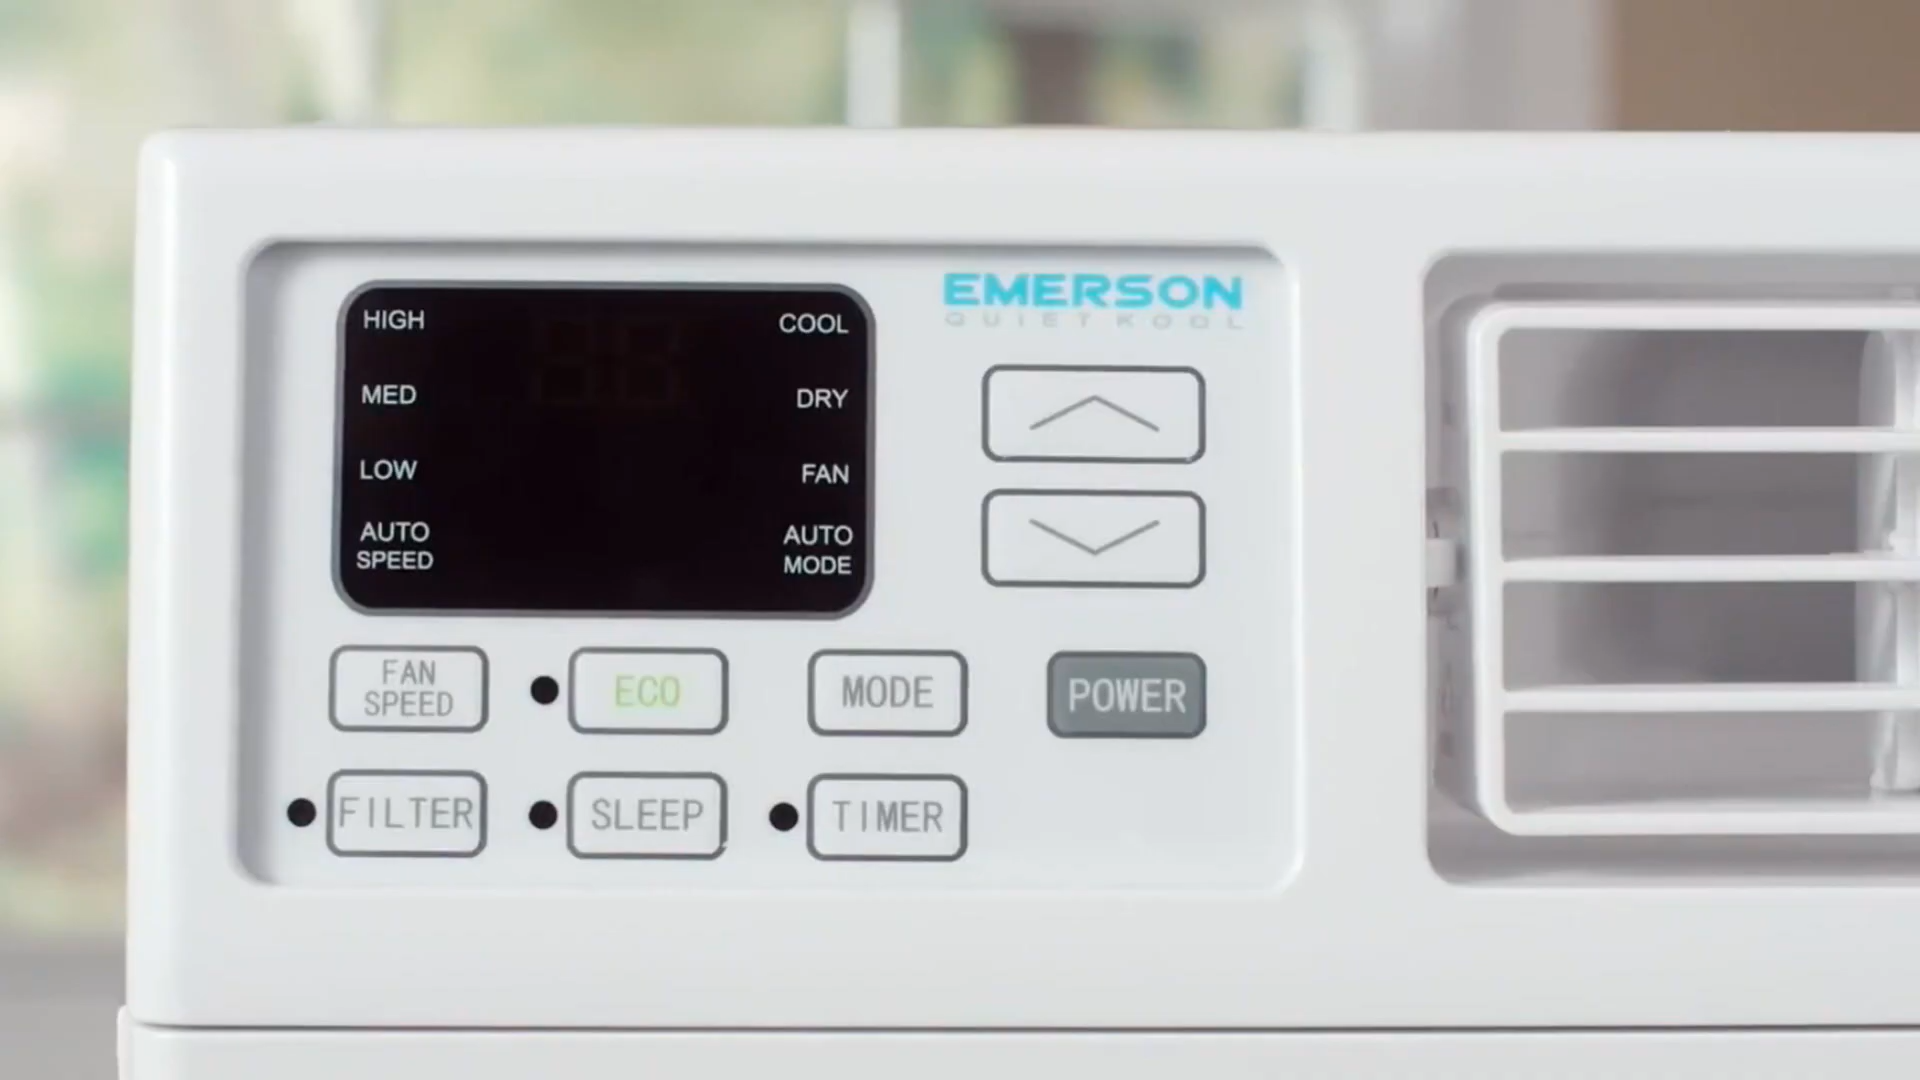 EMERSON
QUIET KOOL
HIGH
COOL
MED
DRY
LOW
FAN
AUTO
SPEED
AUTO
MODE
FAN
SPEED
ECO
MODE
POWER
FILTER
SLEEP
TIMER